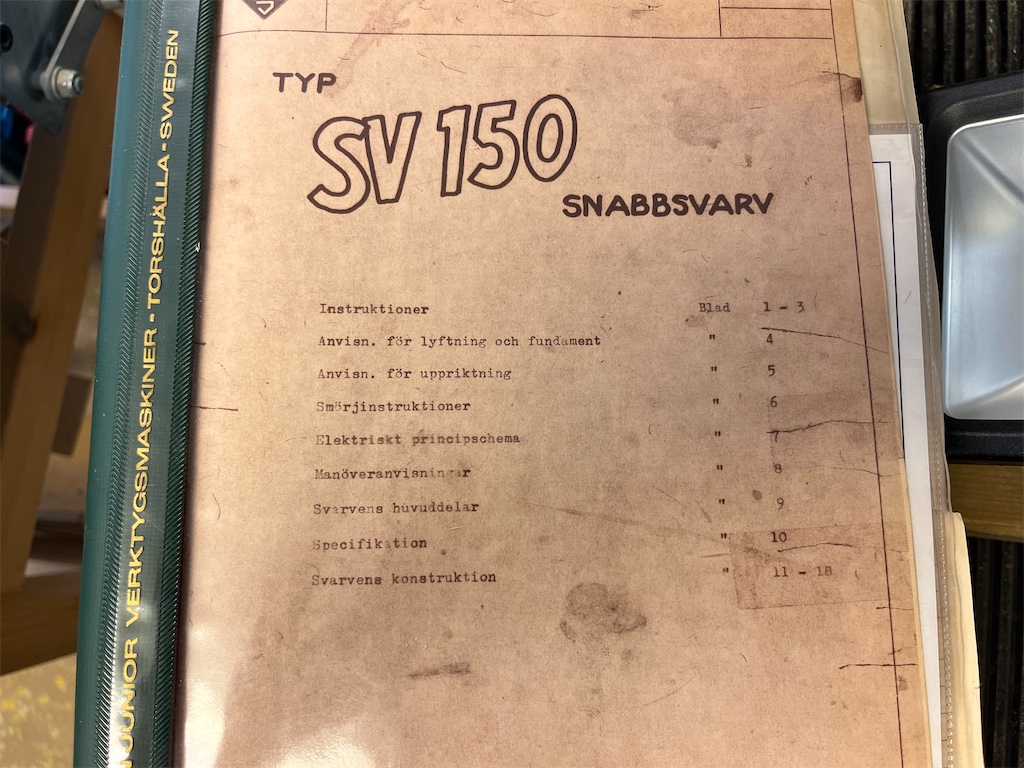 TYP
SV 150
SNABBSVARV
Instruktioner Blad 1 - 3
Anvisn. för lyftning och fundament " 4
Anvisn. för uppriktning " 5
Smörjinstruktioner " 6
Elektriskt principschema " 7
Manöveranvisningar " 8
Svarvens huvuddelar " 9
Specifikation " 10
Svarvens konstruktion " 11 - 18
JUNIOR VERKTYGSMASKINER - TORSHÄLLA - SWEDEN